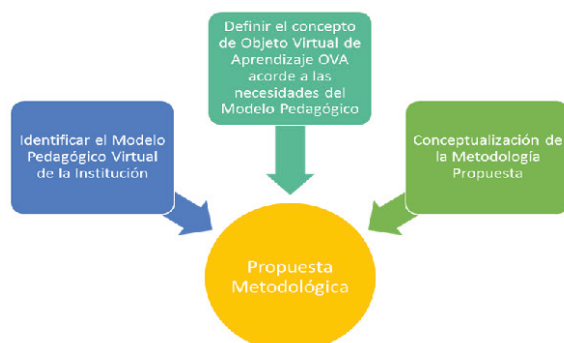 Definir el concepto
de Objeto Virtual de
Aprendizaje OVA
acorde a las
necesidades del
Modelo Pedagógico
Identificar el Modelo
Pedagógico Virtual
de la Institución
Conceptualización de
la Metodología
Propuesta
Propuesta
Metodológica